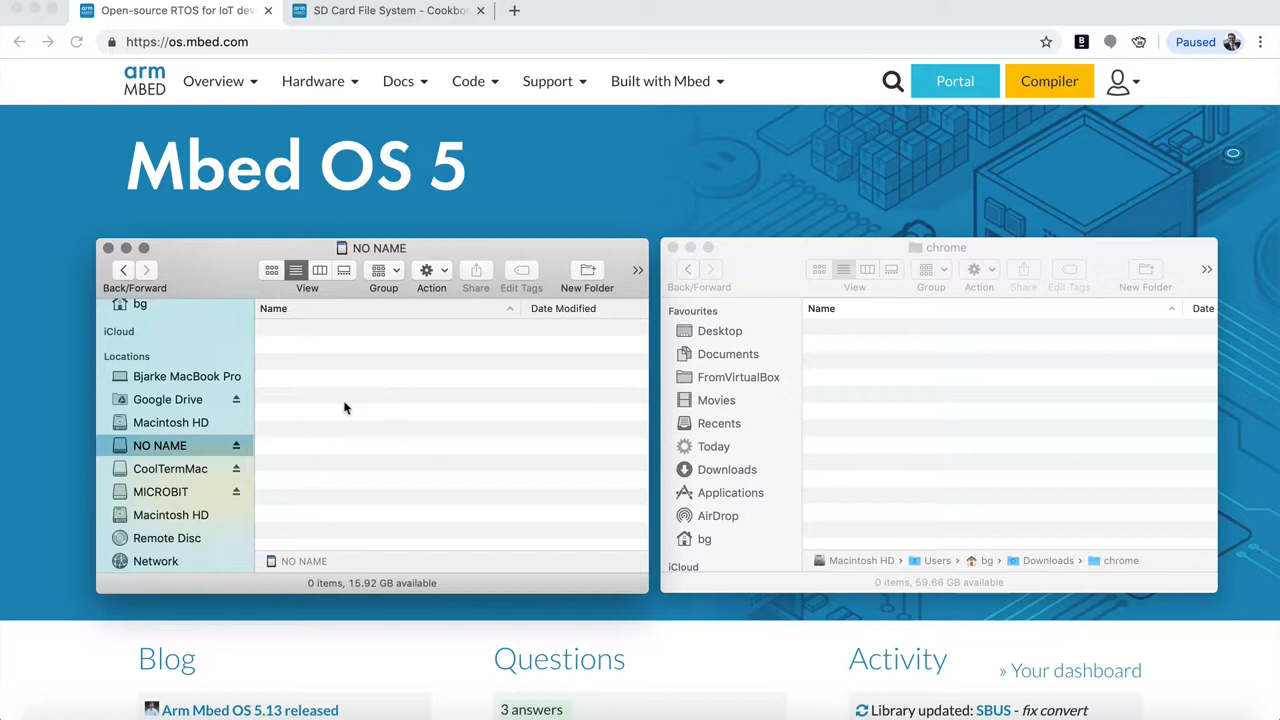 Open-source RTOS for IoT dev
SD Card File System - Cookbo
https://os.mbed.com
Paused
arm
MBED
Overview
Hardware
Docs
Code
Support
Built with Mbed
Portal
Compiler
Mbed OS 5
NO NAME
Back/Forward
View
Group
Action
Share
Edit Tags
New Folder
bg
iCloud
Locations
Bjarke MacBook Pro
Google Drive
Macintosh HD
NO NAME
CoolTermMac
MICROBIT
Macintosh HD
Remote Disc
Network
Name
Date Modified
NO NAME
0 items, 15.92 GB available
chrome
Back/Forward
View
Group
Action
Share
Edit Tags
New Folder
Favourites
Desktop
Documents
FromVirtualBox
Movies
Recents
Today
Downloads
Applications
AirDrop
bg
iCloud
Name
Date
Macintosh HD › Users › bg › Downloads › chrome
0 items, 59.66 GB available
Blog
Arm Mbed OS 5.13 released
Questions
3 answers
Activity
» Your dashboard
Library updated: SBUS - fix convert